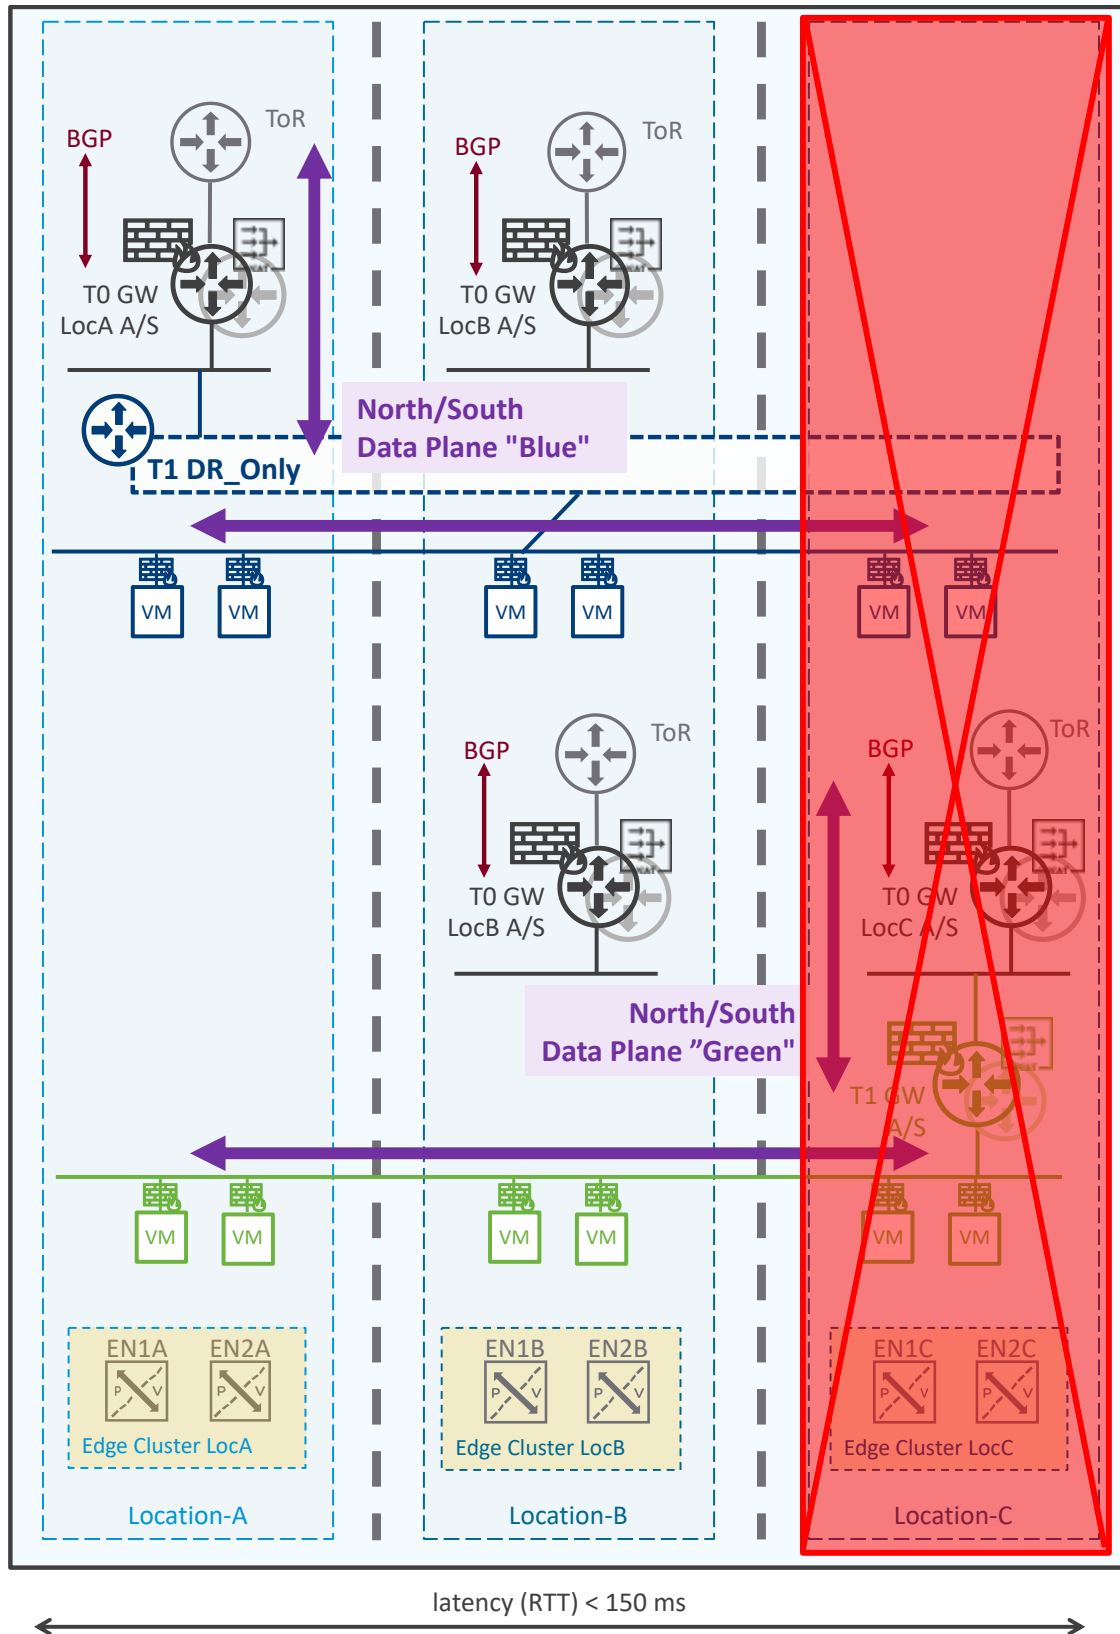 ToR
BGP
T0 GW
LocA A/S
ToR
BGP
T0 GW
LocB A/S
North/South
Data Plane "Blue"
T1 DR_Only
VM
VM
VM
VM
VM
VM
ToR
BGP
T0 GW
LocB A/S
ToR
BGP
T0 GW
LocC A/S
North/South
Data Plane ”Green"
T1 GW
A/S
VM
VM
VM
VM
VM
VM
EN1A
EN2A
P V
P V
Edge Cluster LocA
EN1B
EN2B
P V
P V
Edge Cluster LocB
EN1C
EN2C
P V
P V
Edge Cluster LocC
Location-A
Location-B
Location-C
latency (RTT) < 150 ms